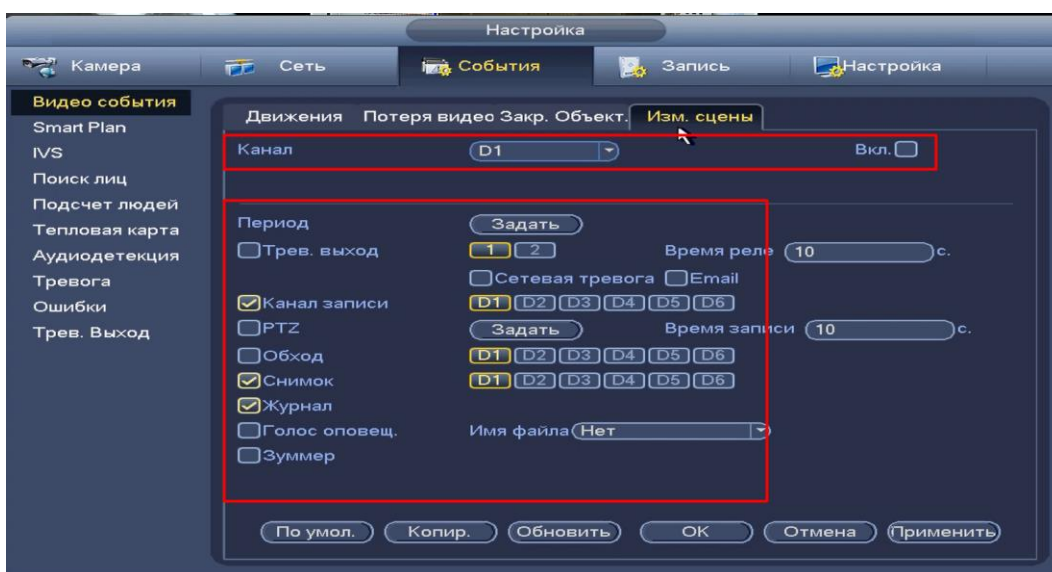 Настройка
Камера Сеть События Запись Настройка
Видео события
Smart Plan
IVS
Поиск лиц
Подсчет людей
Тепловая карта
Аудиодетекция
Тревога
Ошибки
Трев. Выход
Движения Потеря видео Закр. Объект. Изм. сцены
Канал D1 Вкл.
Период Задать
Трев. выход 1 2 Время реле 10 с.
Сетевая тревога Email
Канал записи D1 D2 D3 D4 D5 D6
PTZ Задать Время записи 10 с.
Обход D1 D2 D3 D4 D5 D6
Снимок D1 D2 D3 D4 D5 D6
Журнал
Голос оповещ. Имя файла Нет
Зуммер
По умол. Копир. Обновить OK Отмена Применить